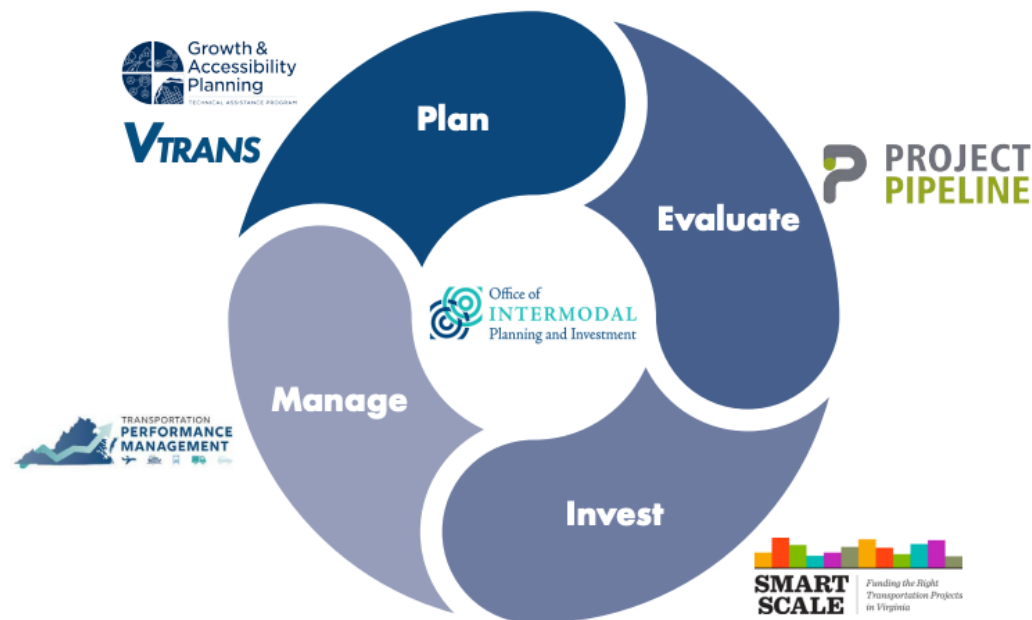 Growth &
Accessibility
Planning
TECHNICAL ASSISTANCE PROGRAM
VTRANS
Plan
Evaluate
PROJECT
PIPELINE
Office of
INTERMODAL
Planning and Investment
Manage
TRANSPORTATION
PERFORMANCE
MANAGEMENT
Invest
SMART
SCALE
Funding the Right
Transportation Projects
in Virginia